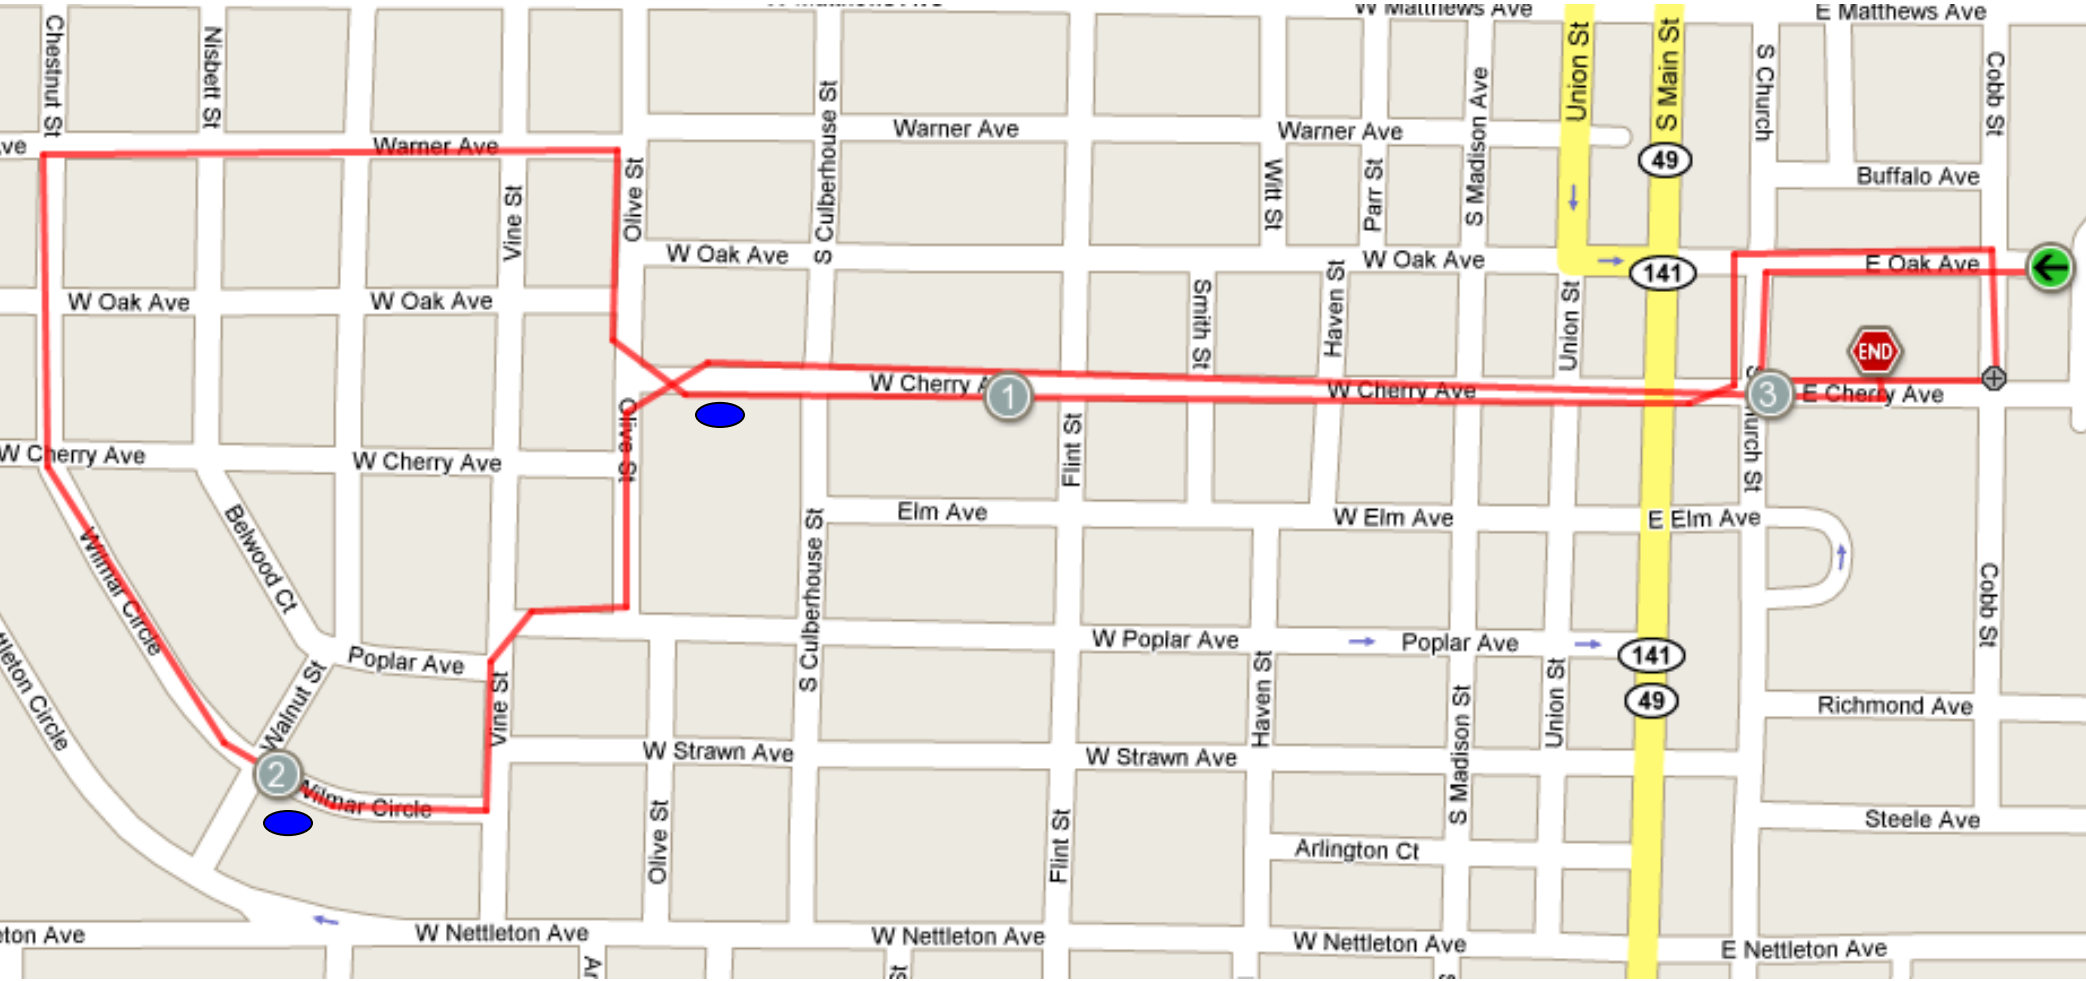 W Matthews Ave
E Matthews Ave
Chestnut St
Nisbett St
S Culberhouse St
Union St
S Main St
S Church
Cobb St
S Madison Ave
Warner Ave
Warner Ave
Warner Ave
49
Vine St
Olive St
Witt St
Parr St
Buffalo Ave
W Oak Ave
W Oak Ave
E Oak Ave
141
W Oak Ave
W Oak Ave
Smith St
Haven St
Union St
END
W Cherry A
1
W Cherry Ave
3
E Cherry Ave
Olive St
Flint St
urch St
W Cherry Ave
W Cherry Ave
Elm Ave
W Elm Ave
E Elm Ave
Wilmar Circle
Belwood Ct
S Culberhouse St
Cobb St
W Poplar Ave
Poplar Ave
Poplar Ave
141
49
ttleton Circle
Walnut St
Vine St
Haven St
S Madison St
Union St
Richmond Ave
W Strawn Ave
W Strawn Ave
2
Wilmar Circle
Olive St
Flint St
Steele Ave
Arlington Ct
eton Ave
W Nettleton Ave
W Nettleton Ave
W Nettleton Ave
E Nettleton Ave